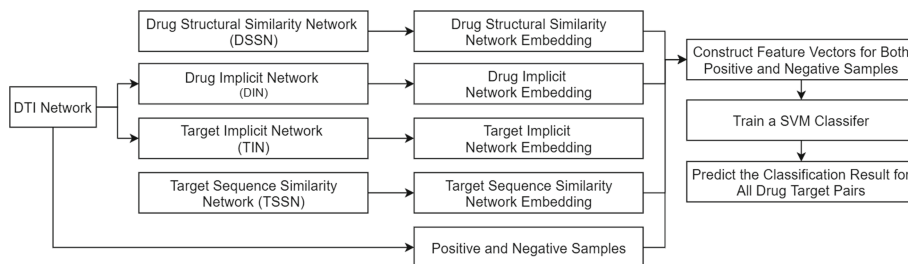 Drug Structural Similarity Network
(DSSN)
Drug Structural Similarity
Network Embedding
Drug Implicit Network
(DIN)
Drug Implicit
Network Embedding
DTI Network
Target Implicit Network
(TIN)
Target Implicit
Network Embedding
Target Sequence Similarity
Network (TSSN)
Target Sequence Similarity
Network Embedding
Positive and Negative Samples
Construct Feature Vectors for Both
Positive and Negative Samples
Train a SVM Classifer
Predict the Classification Result for
All Drug Target Pairs